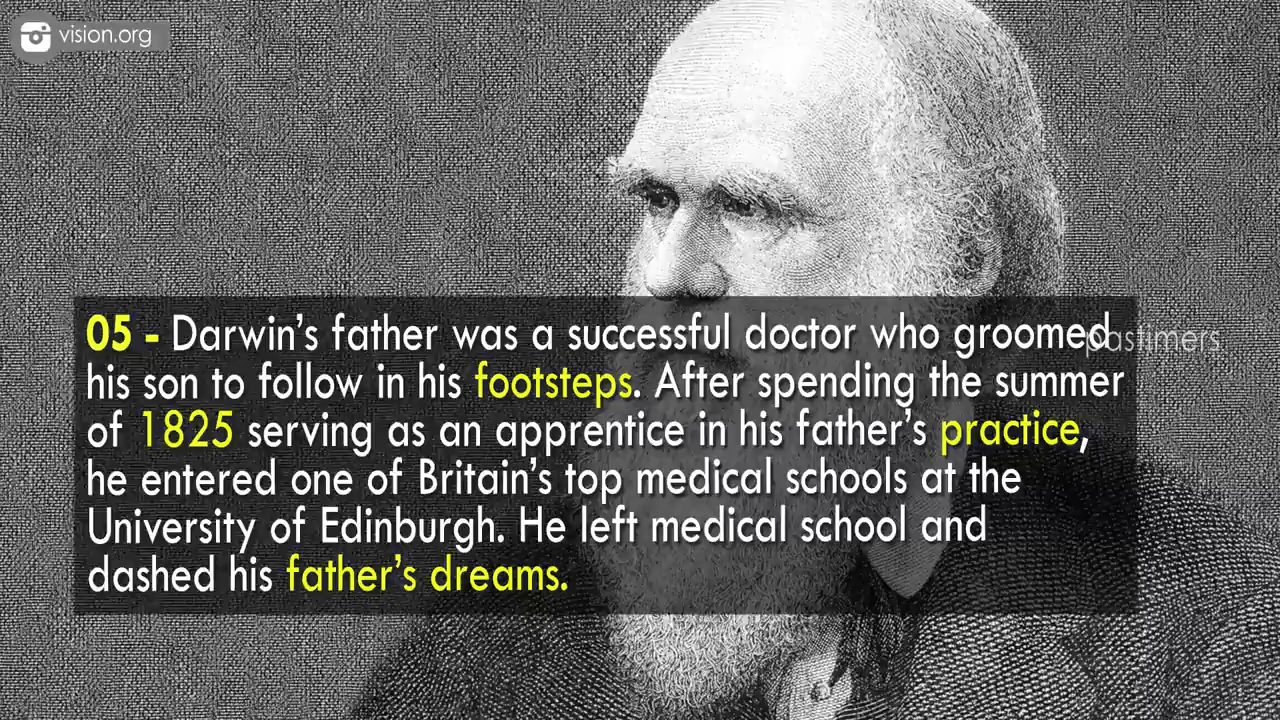 vision.org
05 - Darwin's father was a successful doctor who groomed
pastimers
his son to follow in his footsteps. After spending the summer
of 1825 serving as an apprentice in his father's practice,
he entered one of Britain's top medical schools at the
University of Edinburgh. He left medical school and
dashed his father's dreams.